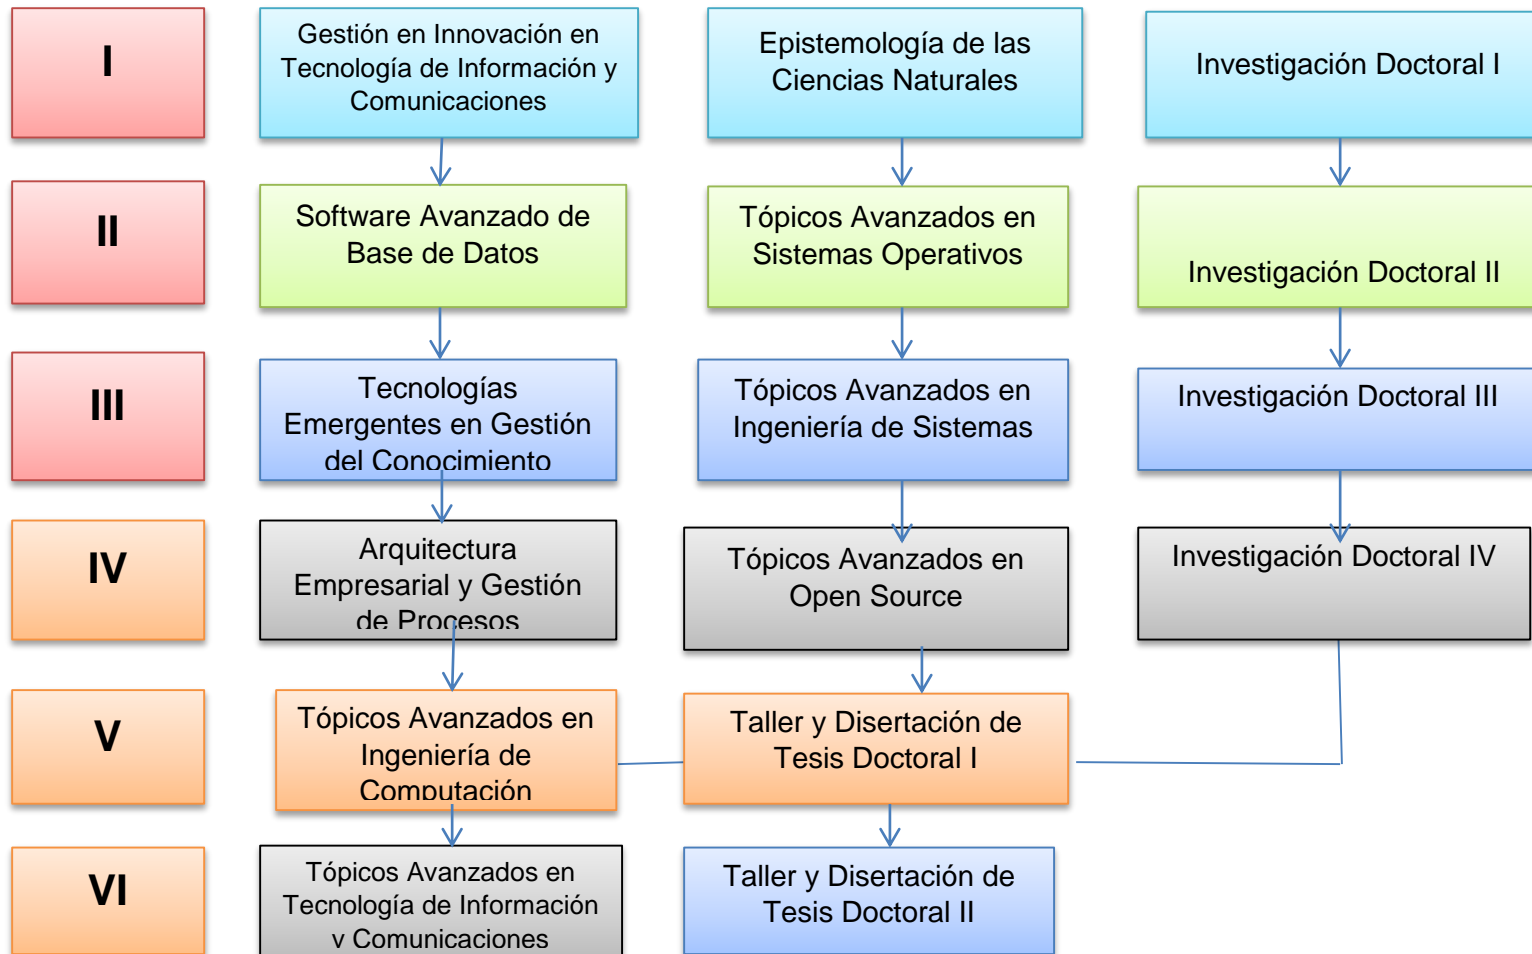 I
Gestión en Innovación en
Tecnología de Información y
Comunicaciones
Epistemología de las
Ciencias Naturales
Investigación Doctoral I
II
Software Avanzado de
Base de Datos
Tópicos Avanzados en
Sistemas Operativos
Investigación Doctoral II
III
Tecnologías
Emergentes en Gestión
del Conocimiento
Tópicos Avanzados en
Ingeniería de Sistemas
Investigación Doctoral III
IV
Arquitectura
Empresarial y Gestión
de Procesos
Tópicos Avanzados en
Open Source
Investigación Doctoral IV
V
Tópicos Avanzados en
Ingeniería de
Computación
Taller y Disertación de
Tesis Doctoral I
VI
Tópicos Avanzados en
Tecnología de Información
y Comunicaciones
Taller y Disertación de
Tesis Doctoral II